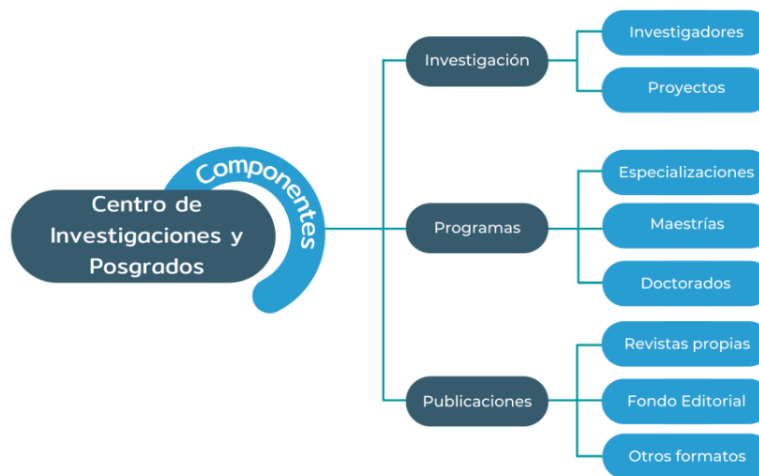 Centro de
Investigaciones y
Posgrados
Componentes
Investigación
Investigadores
Proyectos
Programas
Especializaciones
Maestrías
Doctorados
Publicaciones
Revistas propias
Fondo Editorial
Otros formatos